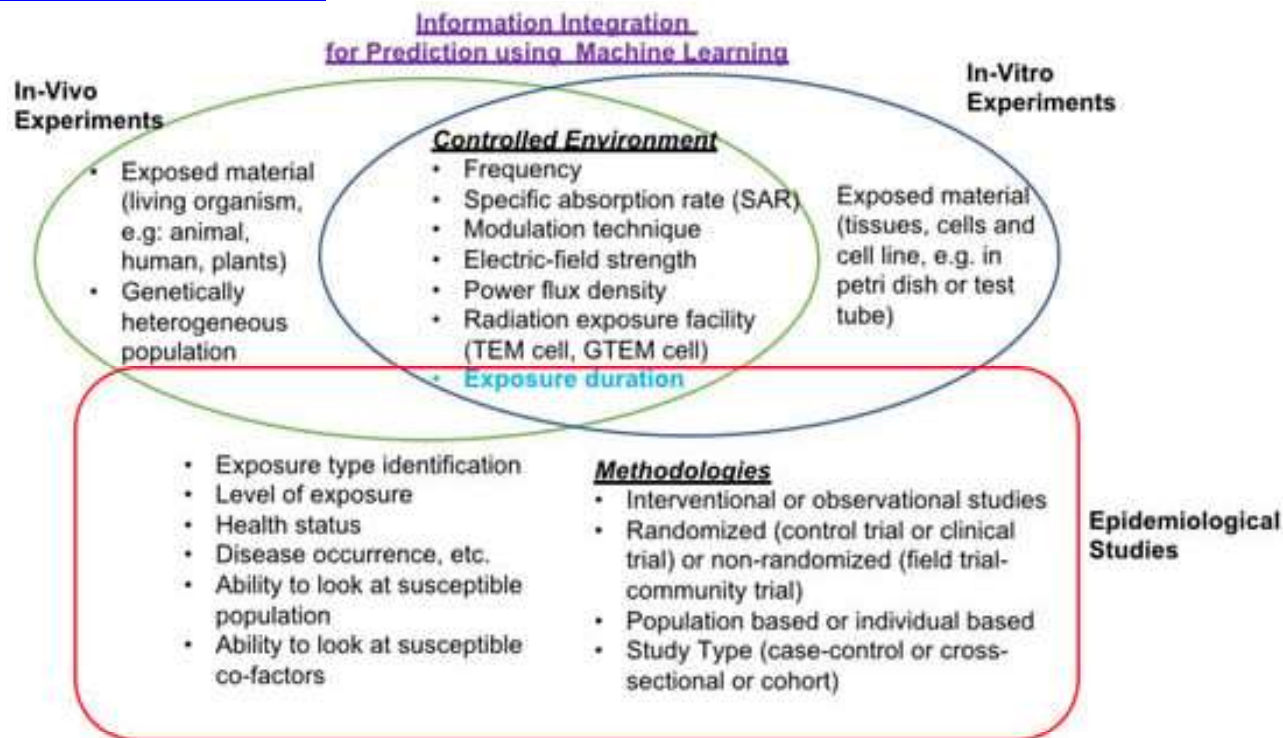 Information Integration
for Prediction using Machine Learning
In-Vivo
Experiments
In-Vitro
Experiments
Controlled Environment
• Frequency
• Specific absorption rate (SAR)
• Modulation technique
• Electric-field strength
• Power flux density
• Radiation exposure facility
(TEM cell, GTEM cell)
• Exposure duration
• Exposed material
(living organism,
e.g: animal,
human, plants)
• Genetically
heterogeneous
population
Exposed material
(tissues, cells and
cell line, e.g. in
petri dish or test
tube)
• Exposure type identification
• Level of exposure
• Health status
• Disease occurrence, etc.
• Ability to look at susceptible
population
• Ability to look at susceptible
co-factors
Methodologies
• Interventional or observational studies
• Randomized (control trial or clinical
trial) or non-randomized (field trial-
community trial)
• Population based or individual based
• Study Type (case-control or cross-
sectional or cohort)
Epidemiological
Studies